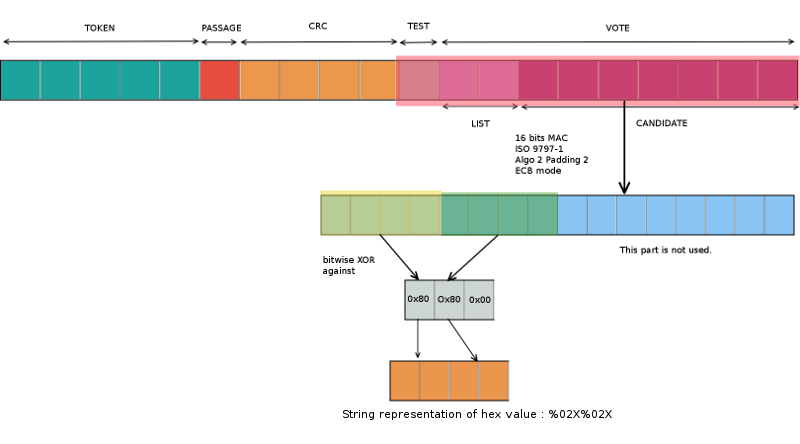 TOKEN PASSAGE CRC TEST VOTE
LIST CANDIDATE
16 bits MAC
ISO 9797-1
Algo 2 Padding 2
ECB mode
This part is not used.
bitwise XOR
against
0x80 0x80 0x00
String representation of hex value : %02X%02X